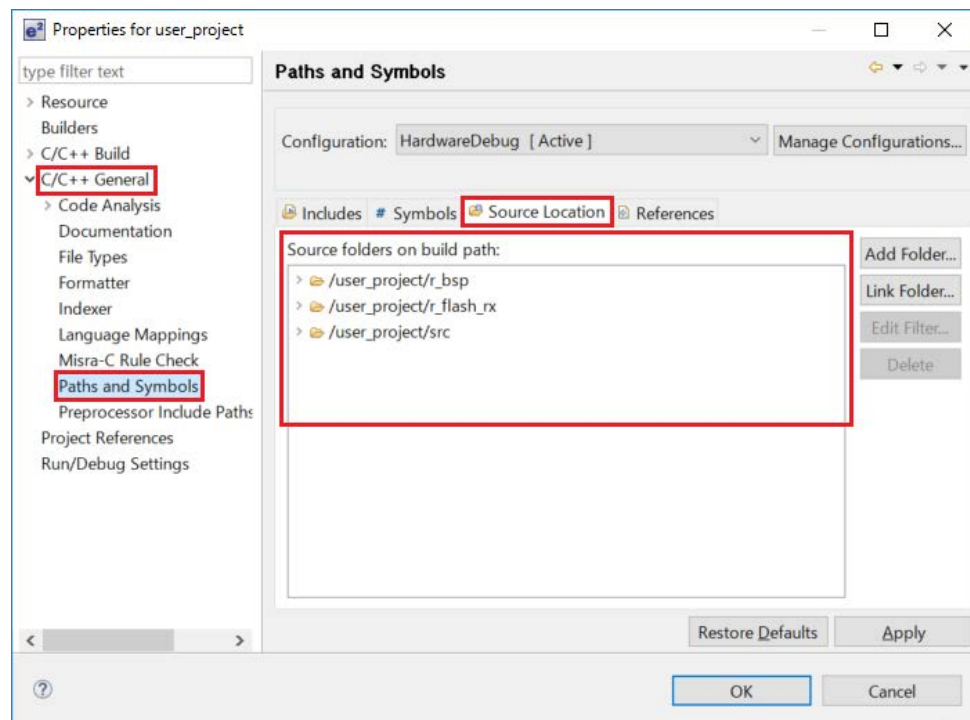 e² Properties for user_project
type filter text
Resource
Builders
C/C++ Build
C/C++ General
Code Analysis
Documentation
File Types
Formatter
Indexer
Language Mappings
Misra-C Rule Check
Paths and Symbols
Preprocessor Include Paths
Project References
Run/Debug Settings
Paths and Symbols
Configuration: HardwareDebug [ Active ] Manage Configurations...
Includes # Symbols Source Location References
Source folders on build path:
/user_project/r_bsp
/user_project/r_flash_rx
/user_project/src
Add Folder...
Link Folder...
Edit Filter...
Delete
Restore Defaults Apply
? OK Cancel